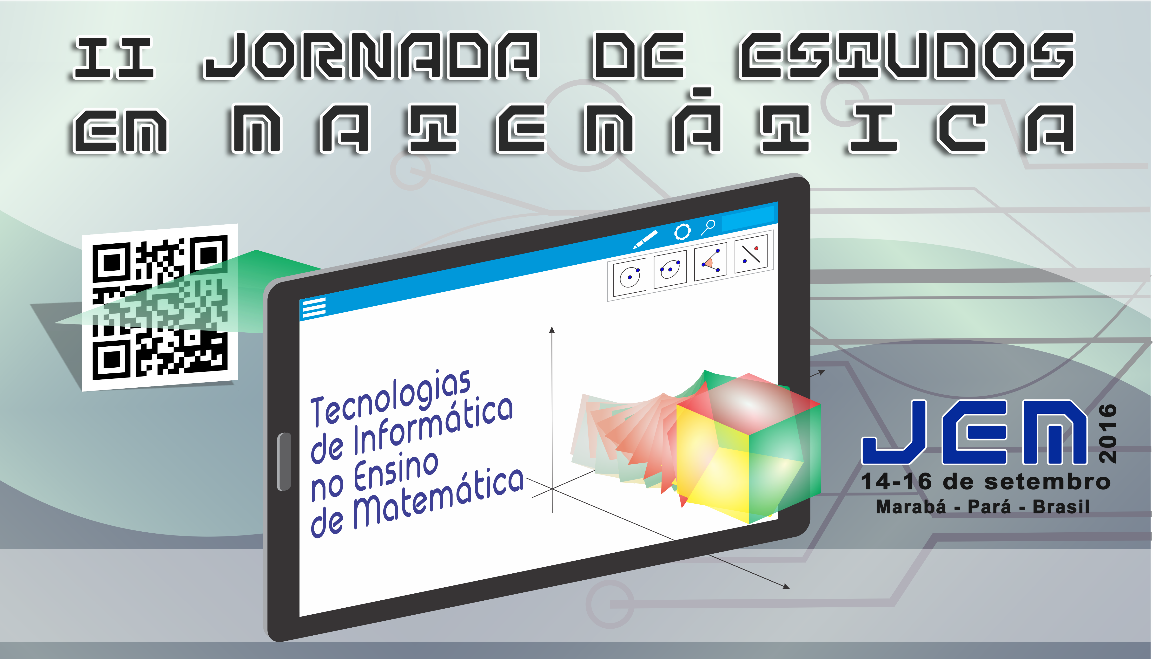 II JORNADA DE ESTUDOS
EM MATEMÁTICA
Tecnologias
de Informática
no Ensino
de Matemática
JEM 2016
14-16 de setembro
Marabá - Pará - Brasil